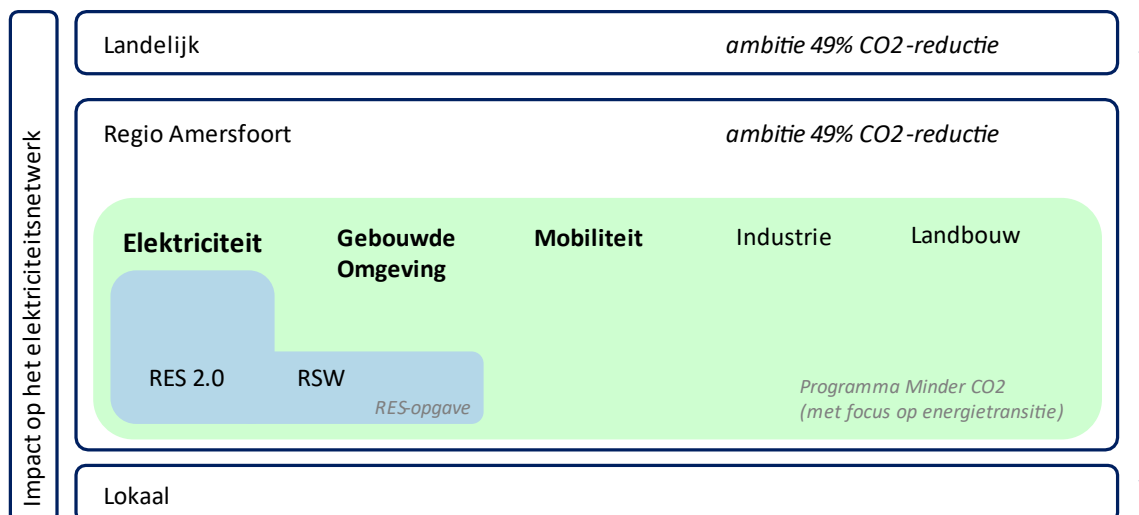 Impact op het elektriciteitsnetwerk
Landelijk
ambitie 49% CO2-reductie
Regio Amersfoort
ambitie 49% CO2-reductie
Elektriciteit
Gebouwde
Omgeving
Mobiliteit
Industrie
Landbouw
RES 2.0
RSW
RES-opgave
Programma Minder CO2
(met focus op energietransitie)
Lokaal